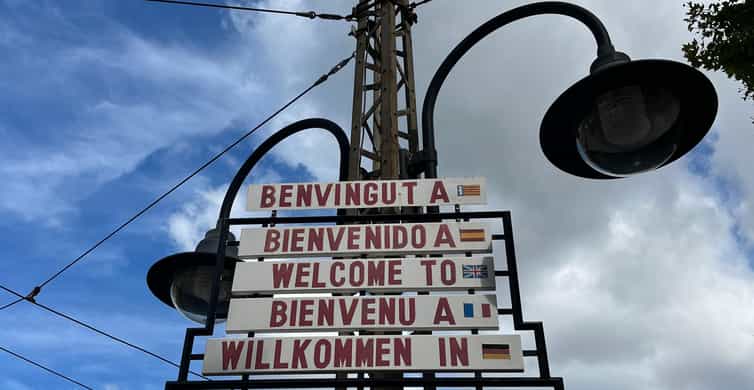 BENVINGUT A
BIENVENIDO A
WELCOME TO
BIENVENU A
WILLKOMMEN IN